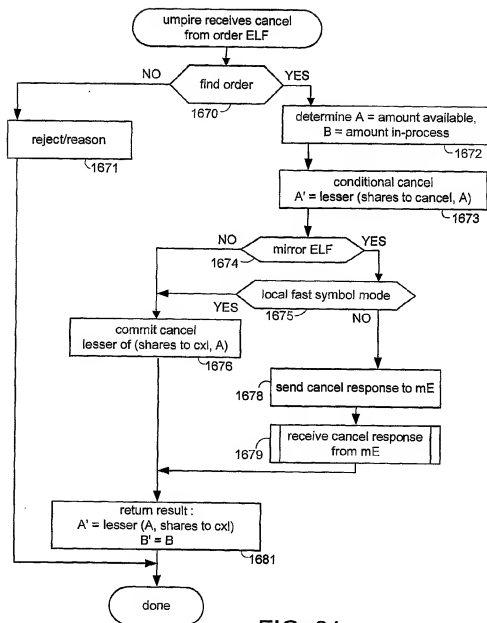 umpire receives cancel
from order ELF
NO
find order
YES
1670
determine A = amount available,
B = amount in-process
1672
reject/reason
1671
conditional cancel
A' = lesser (shares to cancel, A)
1673
NO
mirror ELF
YES
1674
local fast symbol mode
1675
YES
NO
commit cancel
lesser of (shares to cxl, A)
1676
send cancel response to mE
1678
receive cancel response
from mE
1679
return result :
A' = lesser (A, shares to cxl)
B' = B
1681
done